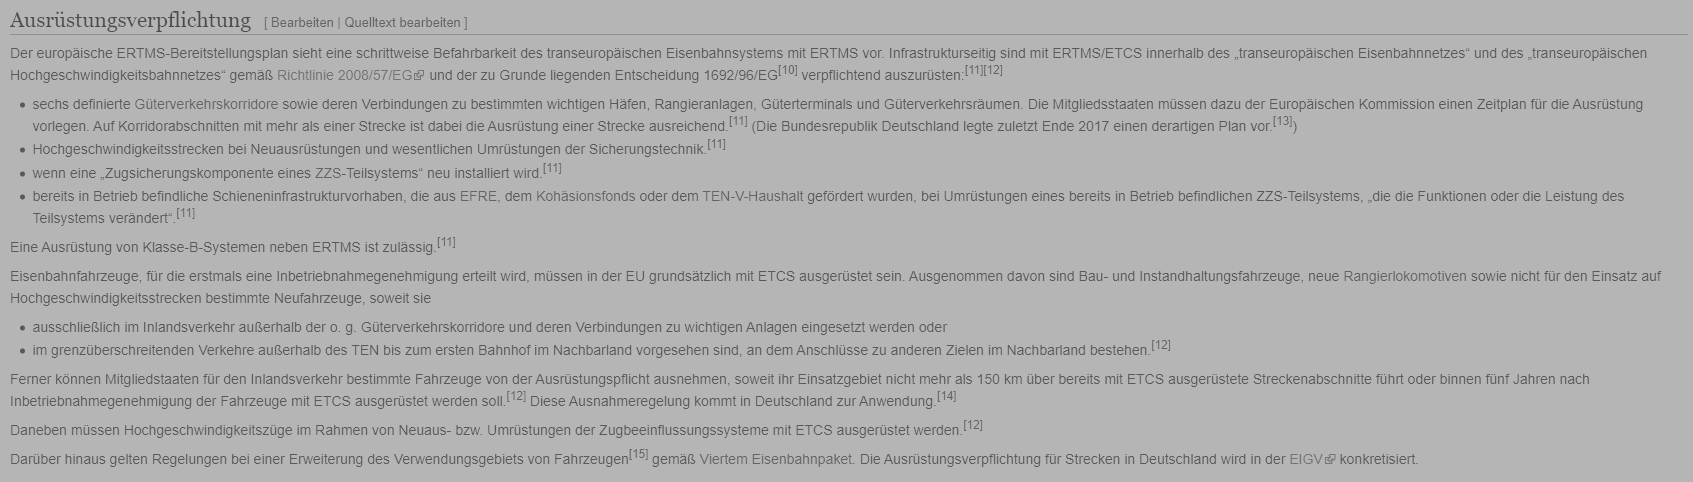 Ausrüstungsverpflichtung [ Bearbeiten | Quelltext bearbeiten ]
Der europäische ERTMS-Bereitstellungsplan sieht eine schrittweise Befahrbarkeit des transeuropäischen Eisenbahnsystems mit ERTMS vor. Infrastrukturseitig sind mit ERTMS/ETCS innerhalb des „transeuropäischen Eisenbahnnetzes“ und des „transeuropäischen
Hochgeschwindigkeitsbahnnetzes“ gemäß Richtlinie 2008/57/EG und der zu Grunde liegenden Entscheidung 1692/96/EG[10] verpflichtend auszurüsten:[11][12]
• sechs definierte Güterverkehrskorridore sowie deren Verbindungen zu bestimmten wichtigen Häfen, Rangieranlagen, Güterterminals und Güterverkehrsräumen. Die Mitgliedsstaaten müssen dazu der Europäischen Kommission einen Zeitplan für die Ausrüstung
vorlegen. Auf Korridorabschnitten mit mehr als einer Strecke ist dabei die Ausrüstung einer Strecke ausreichend.[11] (Die Bundesrepublik Deutschland legte zuletzt Ende 2017 einen derartigen Plan vor.[13])
• Hochgeschwindigkeitsstrecken bei Neuausrüstungen und wesentlichen Umrüstungen der Sicherungstechnik.[11]
• wenn eine „Zugsicherungskomponente eines ZZS-Teilsystems“ neu installiert wird.[11]
• bereits in Betrieb befindliche Schieneninfrastrukturvorhaben, die aus EFRE, dem Kohäsionsfonds oder dem TEN-V-Haushalt gefördert wurden, bei Umrüstungen eines bereits in Betrieb befindlichen ZZS-Teilsystems, „die die Funktionen oder die Leistung des
Teilsystems verändert“.[11]
Eine Ausrüstung von Klasse-B-Systemen neben ERTMS ist zulässig.[11]
Eisenbahnfahrzeuge, für die erstmals eine Inbetriebnahmegenehmigung erteilt wird, müssen in der EU grundsätzlich mit ETCS ausgerüstet sein. Ausgenommen davon sind Bau- und Instandhaltungsfahrzeuge, neue Rangierlokomotiven sowie nicht für den Einsatz auf
Hochgeschwindigkeitsstrecken bestimmte Neufahrzeuge, soweit sie
• ausschließlich im Inlandsverkehr außerhalb der o. g. Güterverkehrskorridore und deren Verbindungen zu wichtigen Anlagen eingesetzt werden oder
• im grenzüberschreitenden Verkehre außerhalb des TEN bis zum ersten Bahnhof im Nachbarland vorgesehen sind, an dem Anschlüsse zu anderen Zielen im Nachbarland bestehen.[12]
Ferner können Mitgliedstaaten für den Inlandsverkehr bestimmte Fahrzeuge von der Ausrüstungspflicht ausnehmen, soweit ihr Einsatzgebiet nicht mehr als 150 km über bereits mit ETCS ausgerüstete Streckenabschnitte führt oder binnen fünf Jahren nach
Inbetriebnahmegenehmigung der Fahrzeuge mit ETCS ausgerüstet werden soll.[12] Diese Ausnahmeregelung kommt in Deutschland zur Anwendung.[14]
Daneben müssen Hochgeschwindigkeitszüge im Rahmen von Neuaus- bzw. Umrüstungen der Zugbeeinflussungssysteme mit ETCS ausgerüstet werden.[12]
Darüber hinaus gelten Regelungen bei einer Erweiterung des Verwendungsgebiets von Fahrzeugen[15] gemäß Viertem Eisenbahnpaket. Die Ausrüstungsverpflichtung für Strecken in Deutschland wird in der EIGV konkretisiert.